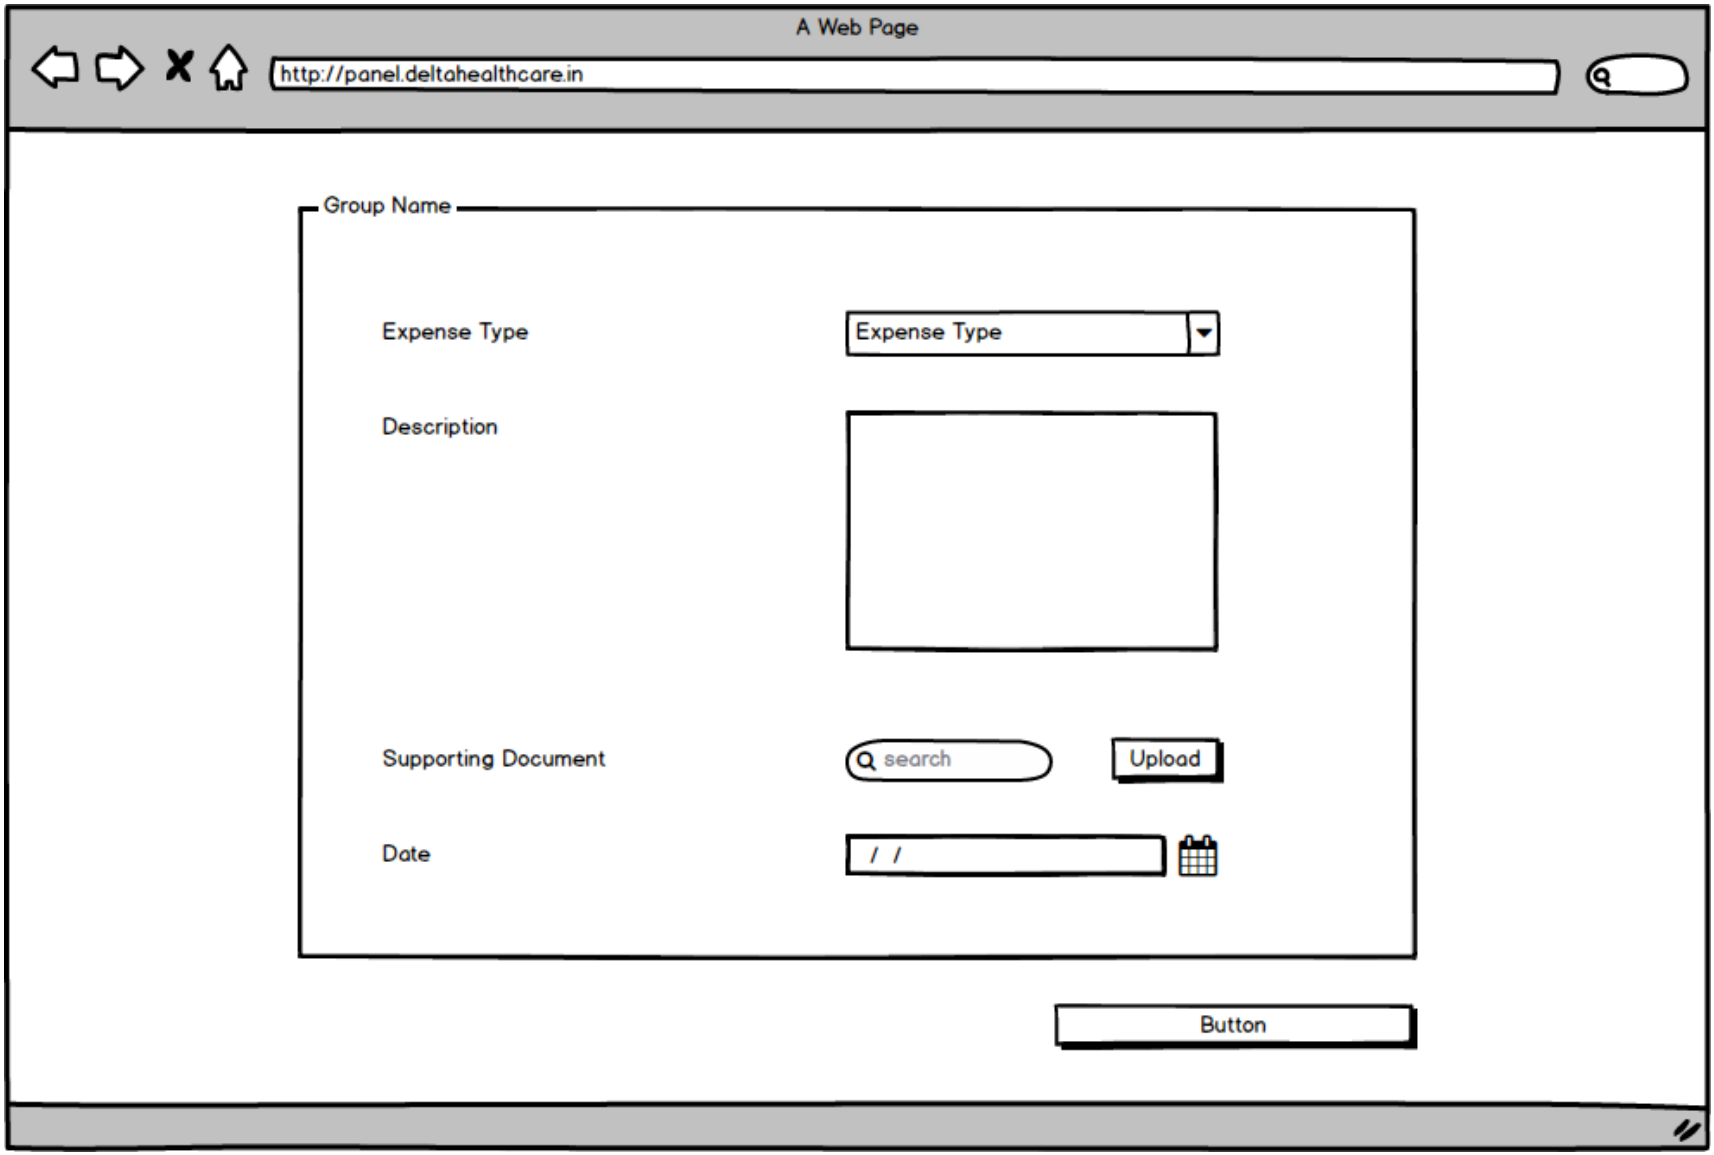 A Web Page
http://panel.deltahealthcare.in
Group Name
Expense Type
Expense Type
Description
Supporting Document
search
Upload
Date
/ /
Button